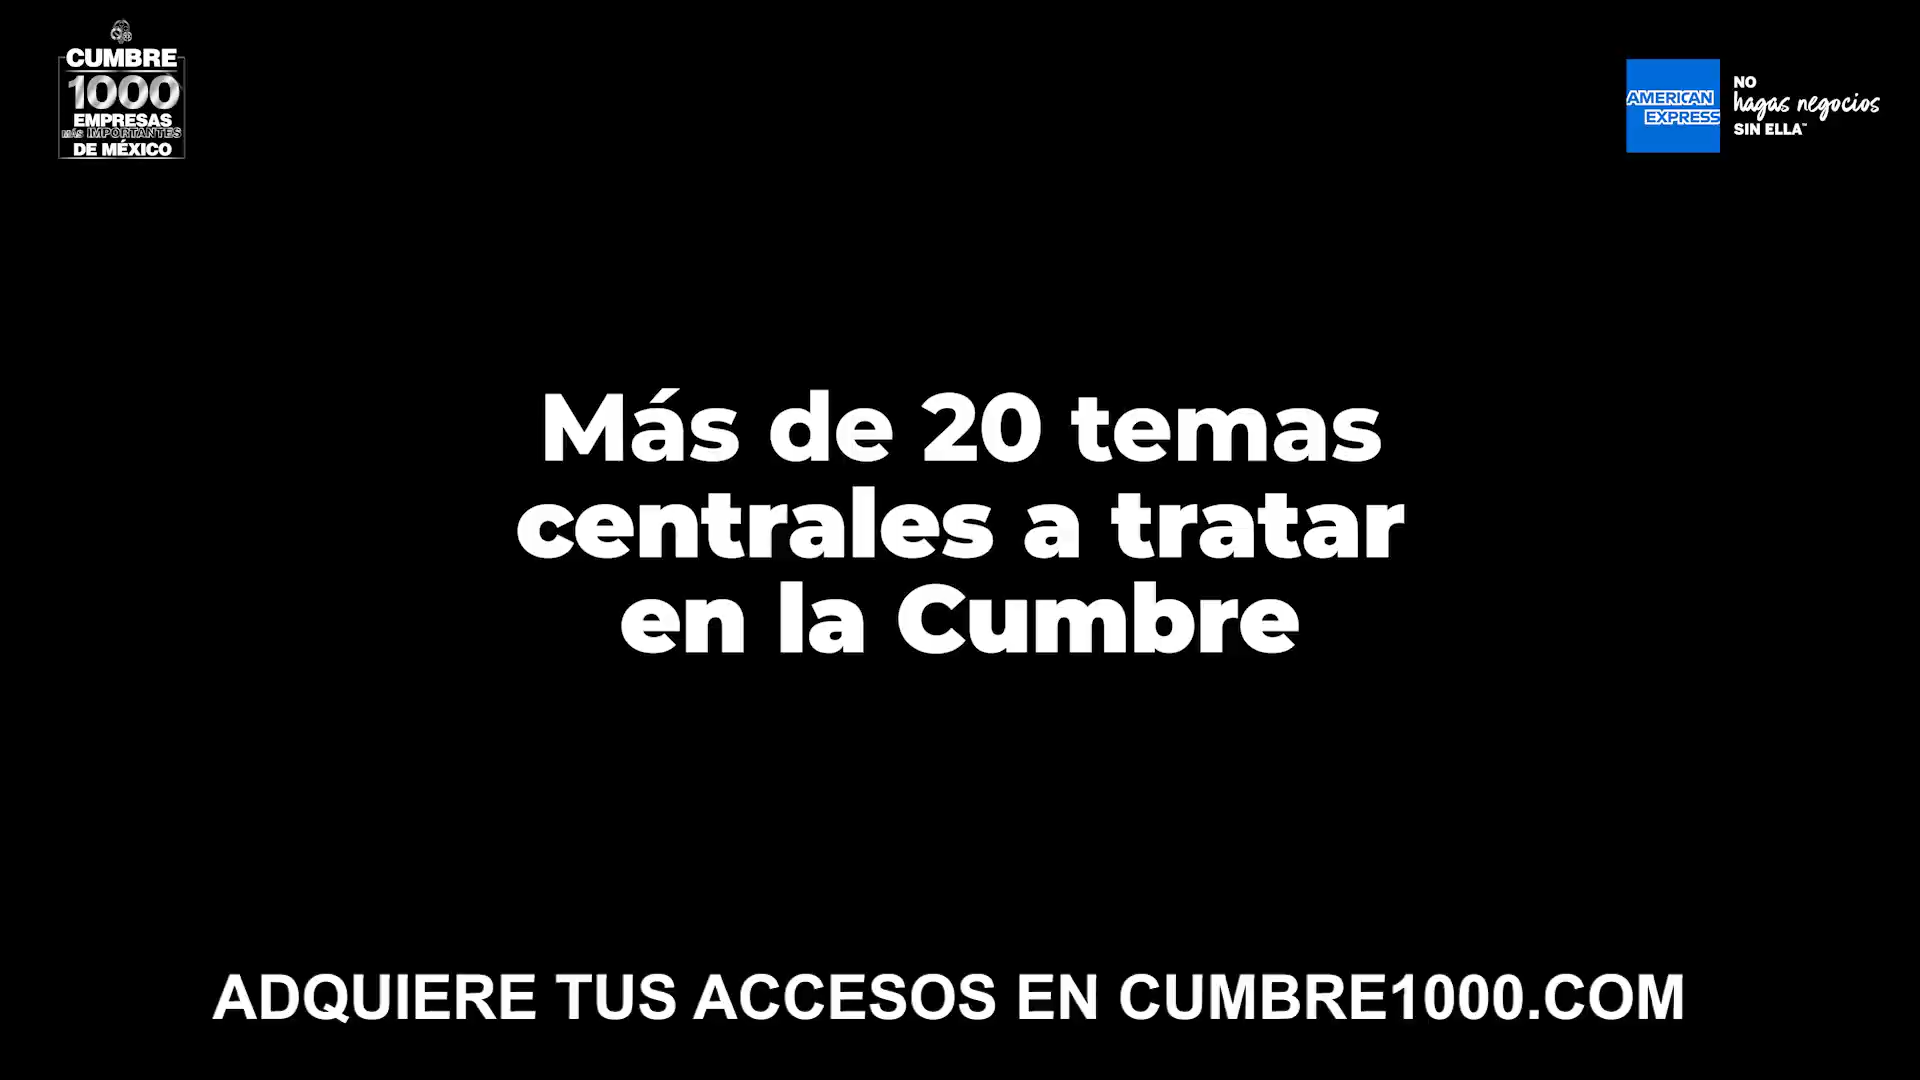 CUMBRE
1000
EMPRESAS
MÁS IMPORTANTES
DE MÉXICO
AMERICAN
EXPRESS
NO
hagas negocios
SIN ELLA™
Más de 20 temas
centrales a tratar
en la Cumbre
ADQUIERE TUS ACCESOS EN CUMBRE1000.COM